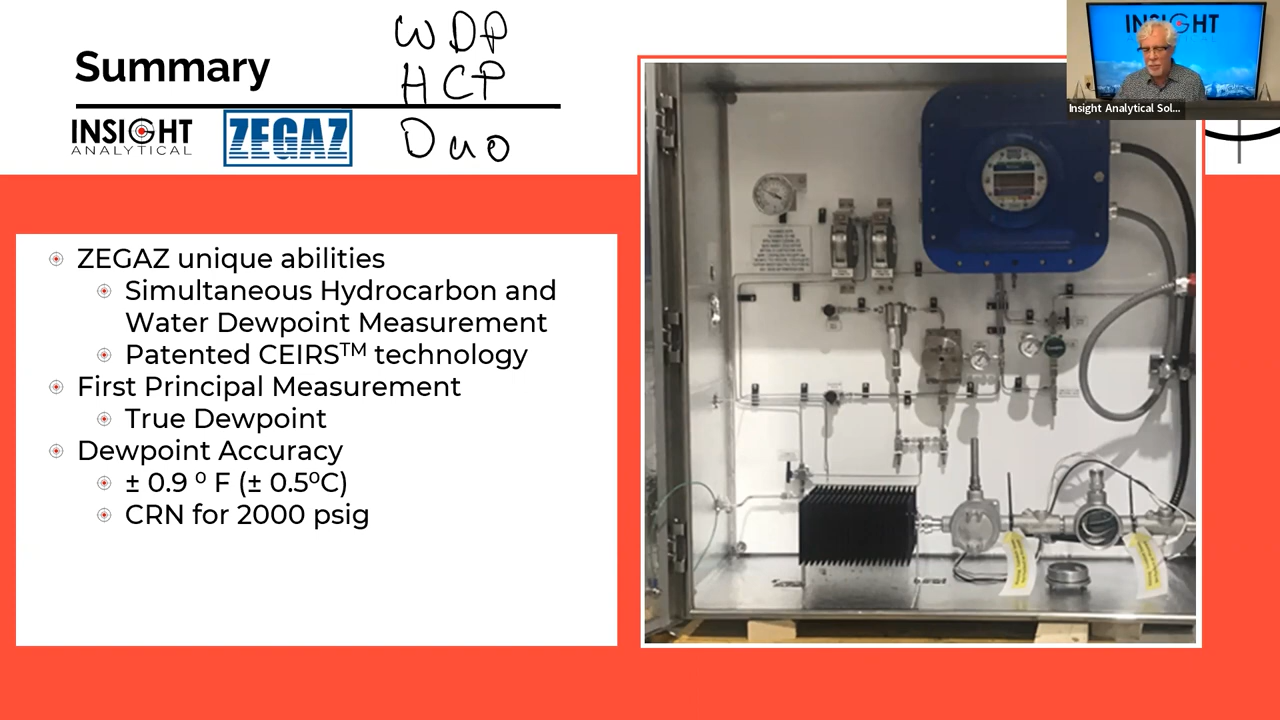 Summary
WDP
HCP
Duo
INSIGHT
ANALYTICAL
ZEGAZ
INSIGHT
Insight Analytical Sol...
ZEGAZ unique abilities
Simultaneous Hydrocarbon and
Water Dewpoint Measurement
Patented CEIRS™ technology
First Principal Measurement
True Dewpoint
Dewpoint Accuracy
± 0.9 º F (± 0.5ºC)
CRN for 2000 psig